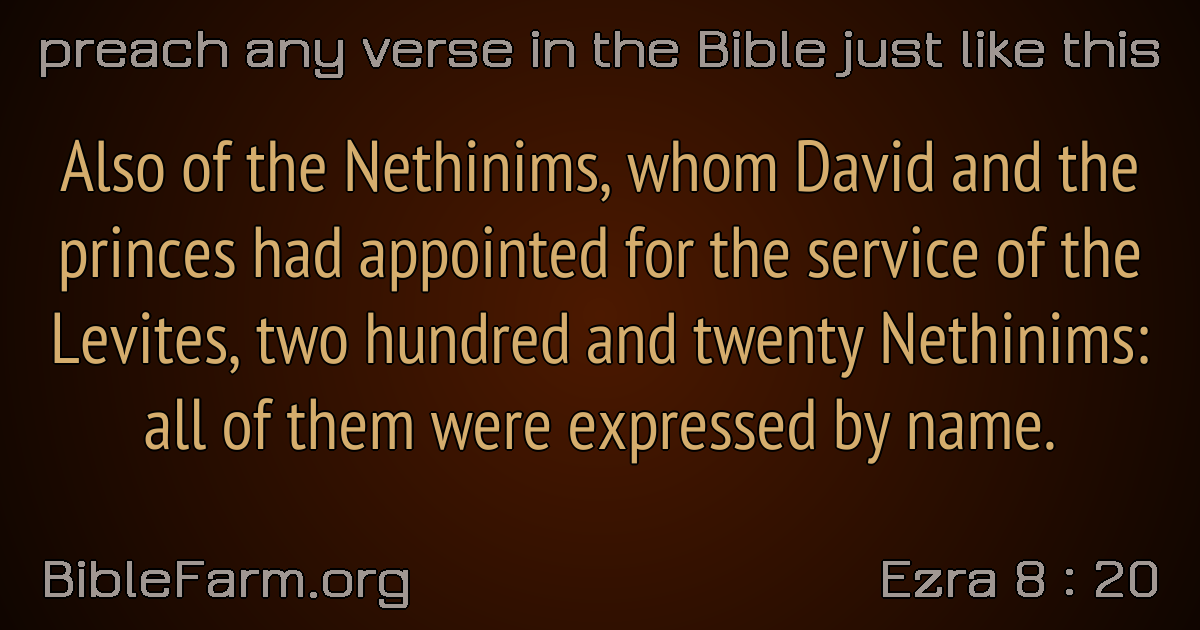 preach any verse in the Bible just like this
Also of the Nethinims, whom David and the
princes had appointed for the service of the
Levites, two hundred and twenty Nethinims:
all of them were expressed by name.
BibleFarm.org
Ezra 8 : 20